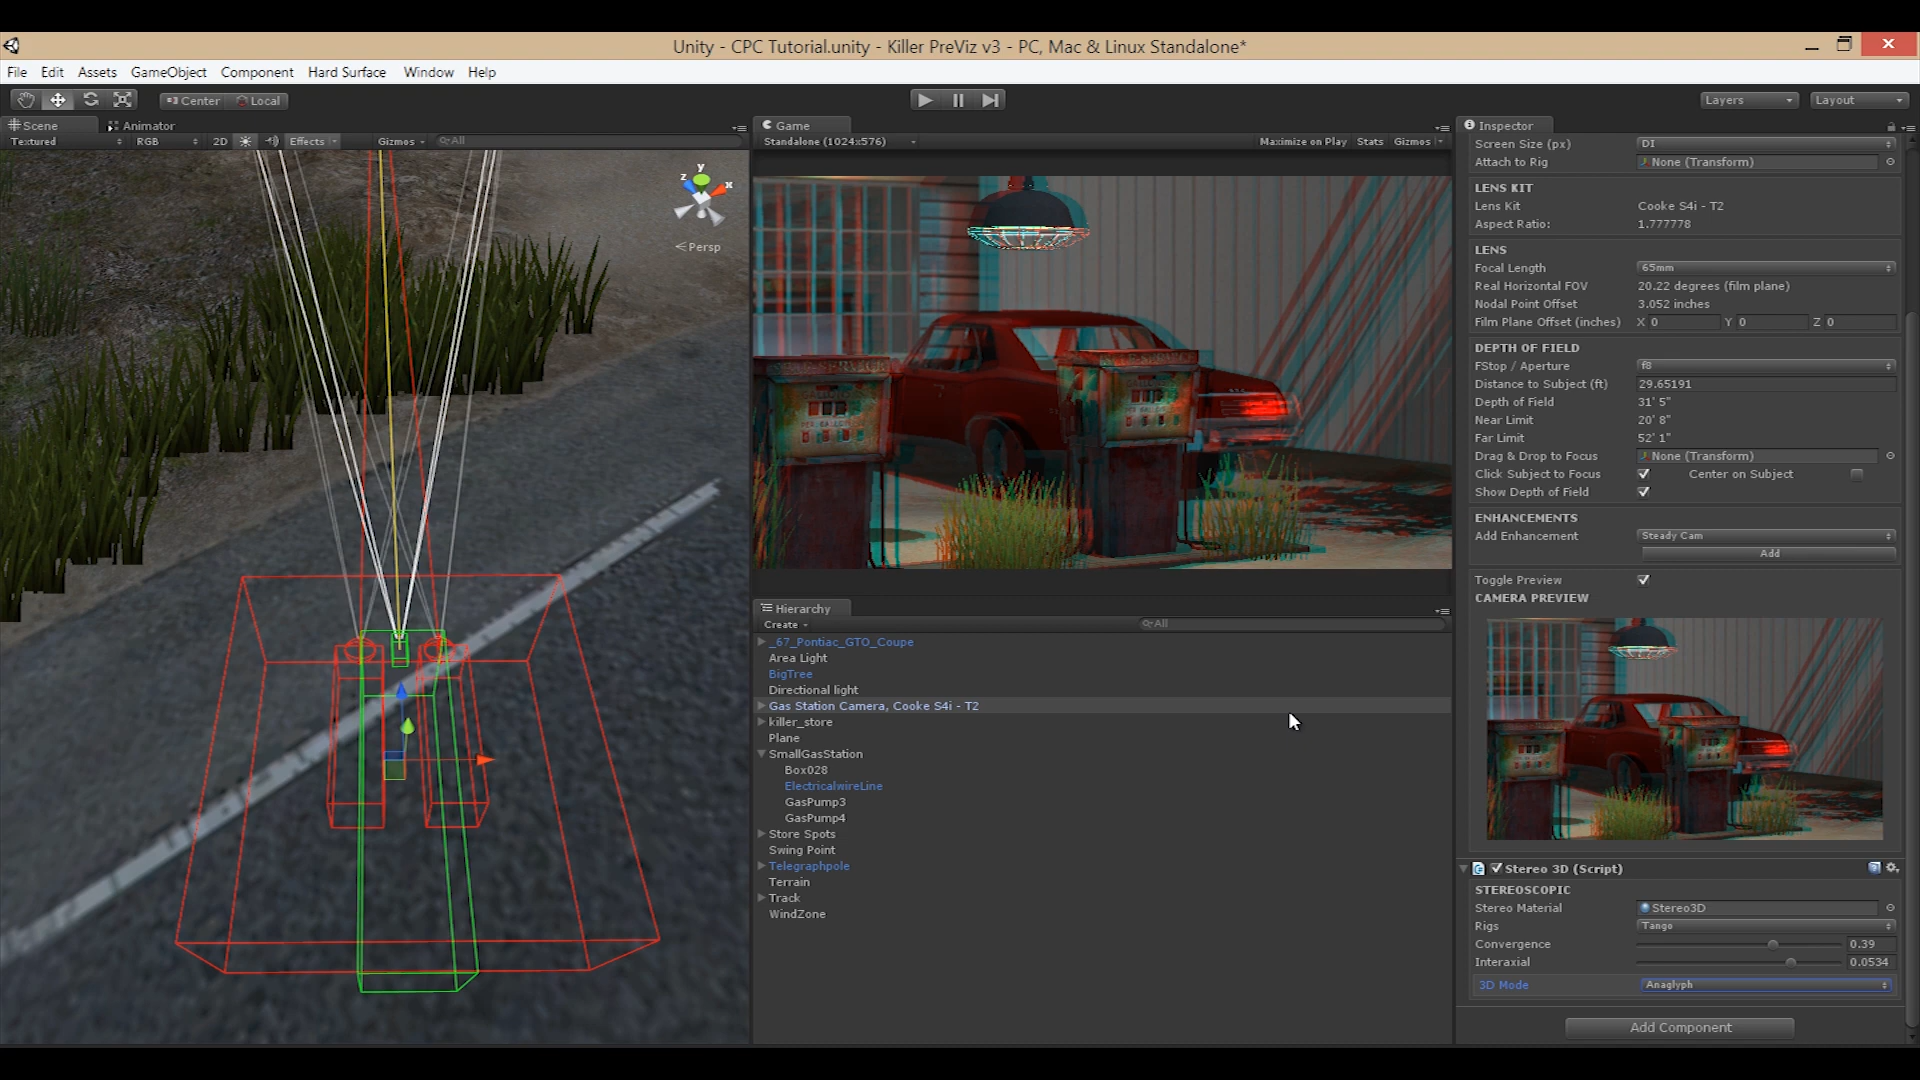 Unity - CPC Tutorial.unity - Killer PreViz v3 - PC, Mac & Linux Standalone*
File Edit Assets GameObject Component Hard Surface Window Help
Center Local
Layers Layout
Scene Animator
Textured RGB 2D Effects Gizmos All
y
z x
Persp
Game
Standalone (1024x576) Maximize on Play Stats Gizmos
Hierarchy
Create All
_67_Pontiac_GTO_Coupe
Area Light
BigTree
Directional light
Gas Station Camera, Cooke S4i - T2
killer_store
Plane
SmallGasStation
Box028
ElectricalwireLine
GasPump3
GasPump4
Store Spots
Swing Point
Telegraphpole
Terrain
Track
WindZone
Inspector
Screen Size (px) DI
Attach to Rig None (Transform)
LENS KIT
Lens Kit Cooke S4i - T2
Aspect Ratio: 1.777778
LENS
Focal Length 65mm
Real Horizontal FOV 20.22 degrees (film plane)
Nodal Point Offset 3.052 inches
Film Plane Offset (inches) X 0 Y 0 Z 0
DEPTH OF FIELD
FStop / Aperture f8
Distance to Subject (ft) 29.65191
Depth of Field 31' 5"
Near Limit 20' 8"
Far Limit 52' 1"
Drag & Drop to Focus None (Transform)
Click Subject to Focus Center on Subject
Show Depth of Field
ENHANCEMENTS
Add Enhancement Steady Cam
Add
Toggle Preview
CAMERA PREVIEW
Stereo 3D (Script)
STEREOSCOPIC
Stereo Material Stereo3D
Rigs Tango
Convergence 0.39
Interaxial 0.0534
3D Mode Anaglyph
Add Component